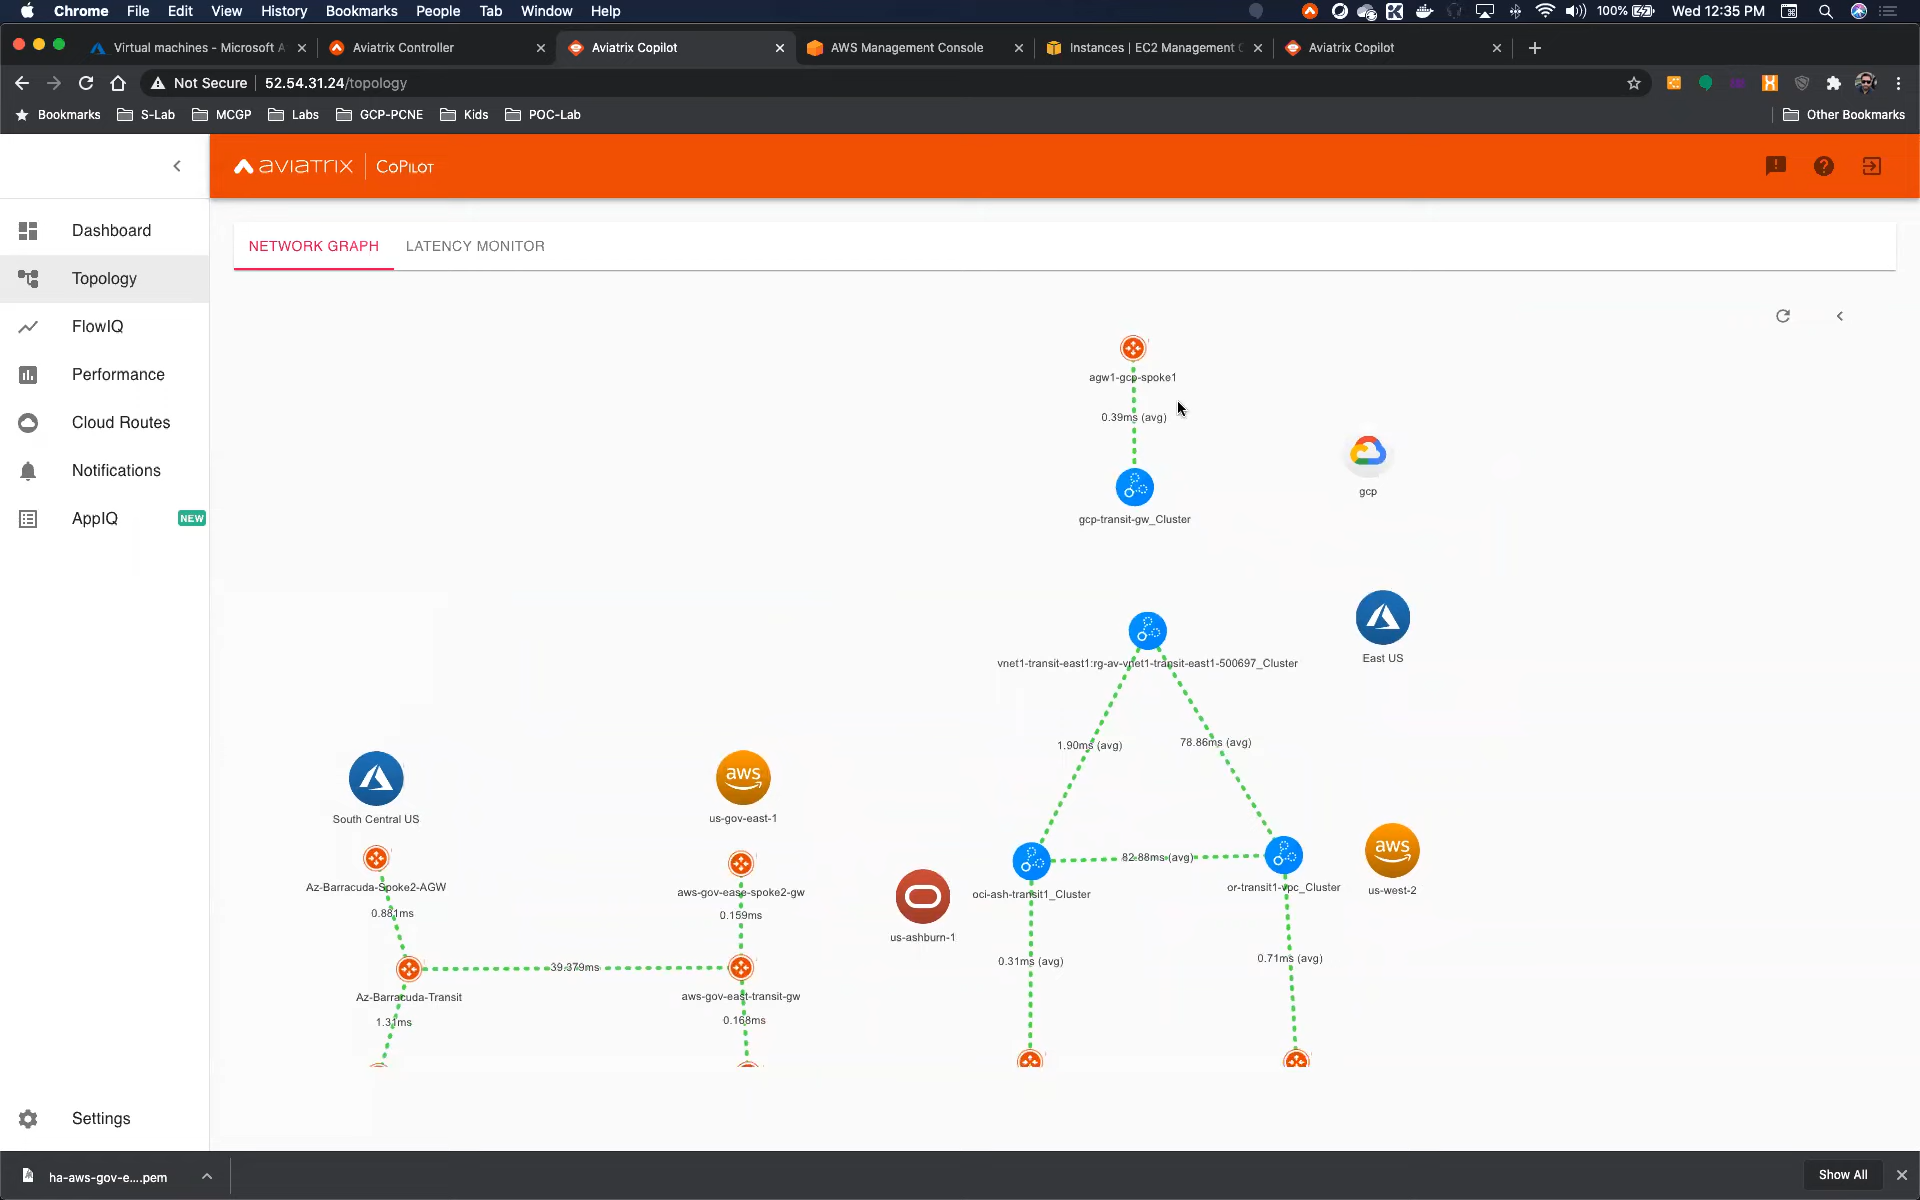 Chrome File Edit View History Bookmarks People Tab Window Help 100% Wed 12:35 PM
Virtual machines - Microsoft A Aviatrix Controller Aviatrix Copilot AWS Management Console Instances | EC2 Management C Aviatrix Copilot
Not Secure 52.54.31.24/topology
Bookmarks S-Lab MCGP Labs GCP-PCNE Kids POC-Lab Other Bookmarks
aviatrix CoPilot
Dashboard
Topology
FlowIQ
Performance
Cloud Routes
Notifications
AppIQ NEW
Settings
NETWORK GRAPH LATENCY MONITOR
agw1-gcp-spoke1
0.39ms (avg)
gcp-transit-gw_Cluster
gcp
East US
vnet1-transit-east1:rg-av-vnet1-transit-east1-500697_Cluster
1.90ms (avg) 78.86ms (avg)
South Central US
aws
us-gov-east-1
Az-Barracuda-Spoke2-AGW
0.881ms
aws-gov-ease-spoke2-gw
0.159ms
82.88ms (avg)
oci-ash-transit1_Cluster
or-transit1-vpc_Cluster
aws
us-west-2
us-ashburn-1
39.379ms
Az-Barracuda-Transit
1.31ms
aws-gov-east-transit-gw
0.168ms
0.31ms (avg)
0.71ms (avg)
ha-aws-gov-e....pem
Show All